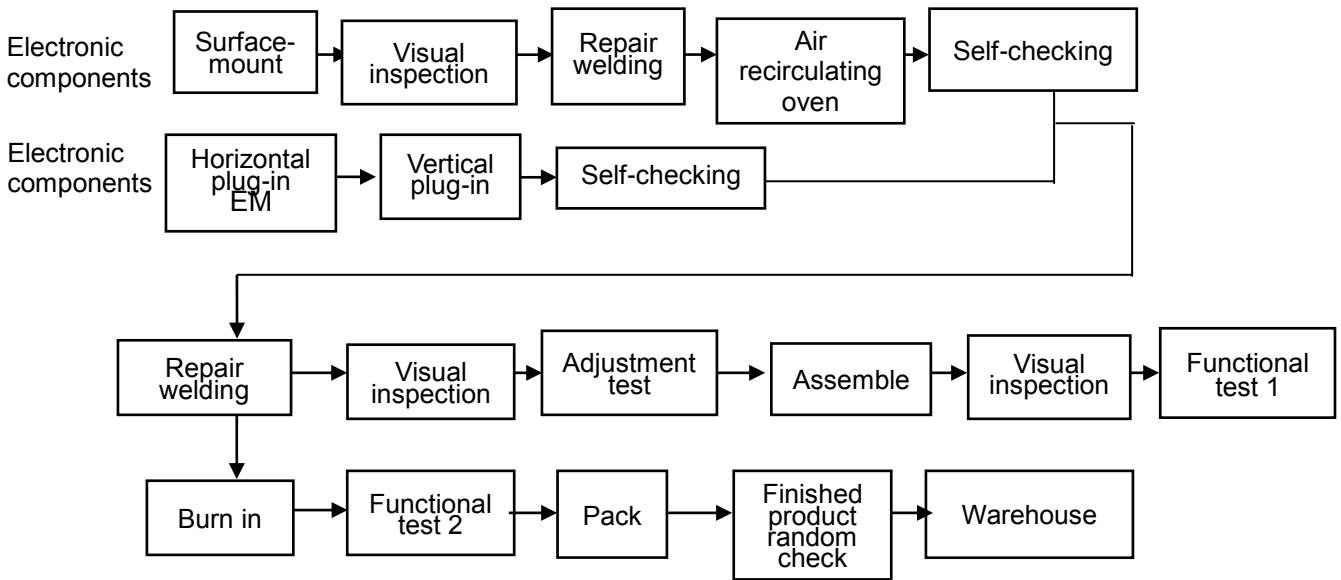 Electronic
components
Surface-
mount
Visual
inspection
Repair
welding
Air
recirculating
oven
Self-checking
Electronic
components
Horizontal
plug-in
EM
Vertical
plug-in
Self-checking
Repair
welding
Visual
inspection
Adjustment
test
Assemble
Visual
inspection
Functional
test 1
Burn in
Functional
test 2
Pack
Finished
product
random
check
Warehouse